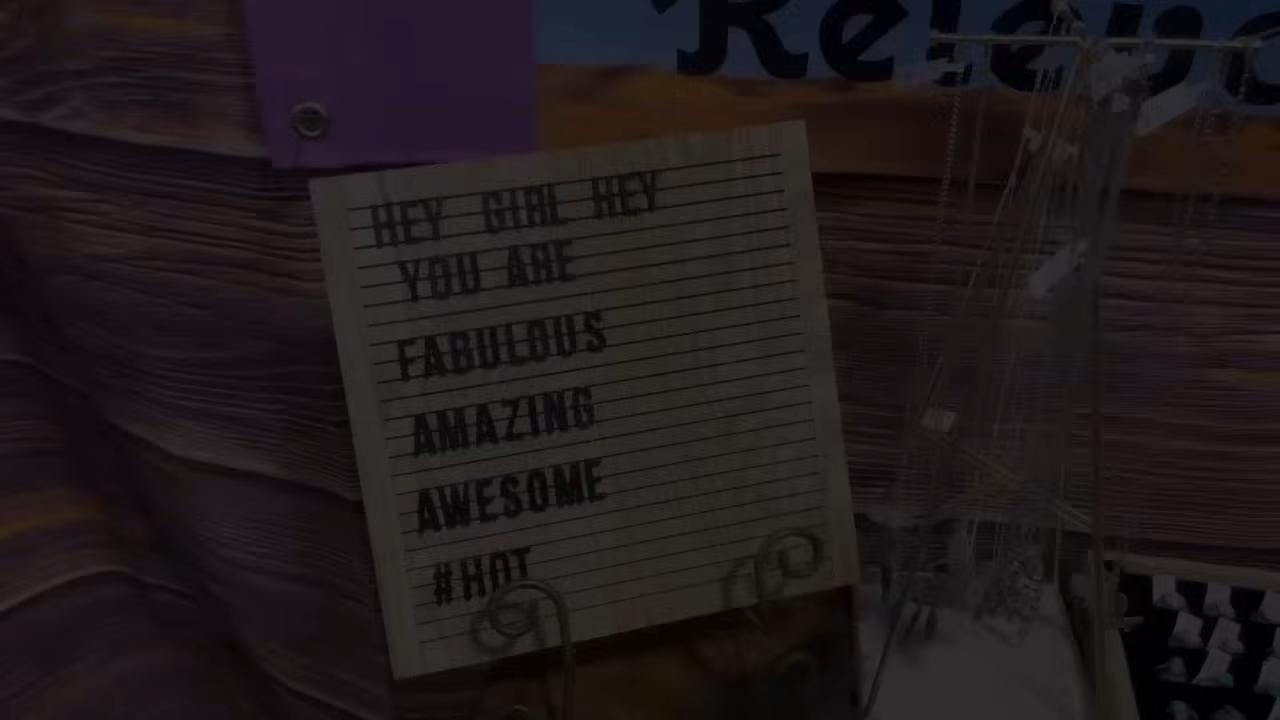 HEY GIRL HEY
YOU ARE
FABULOUS
AMAZING
AWESOME
#HOT